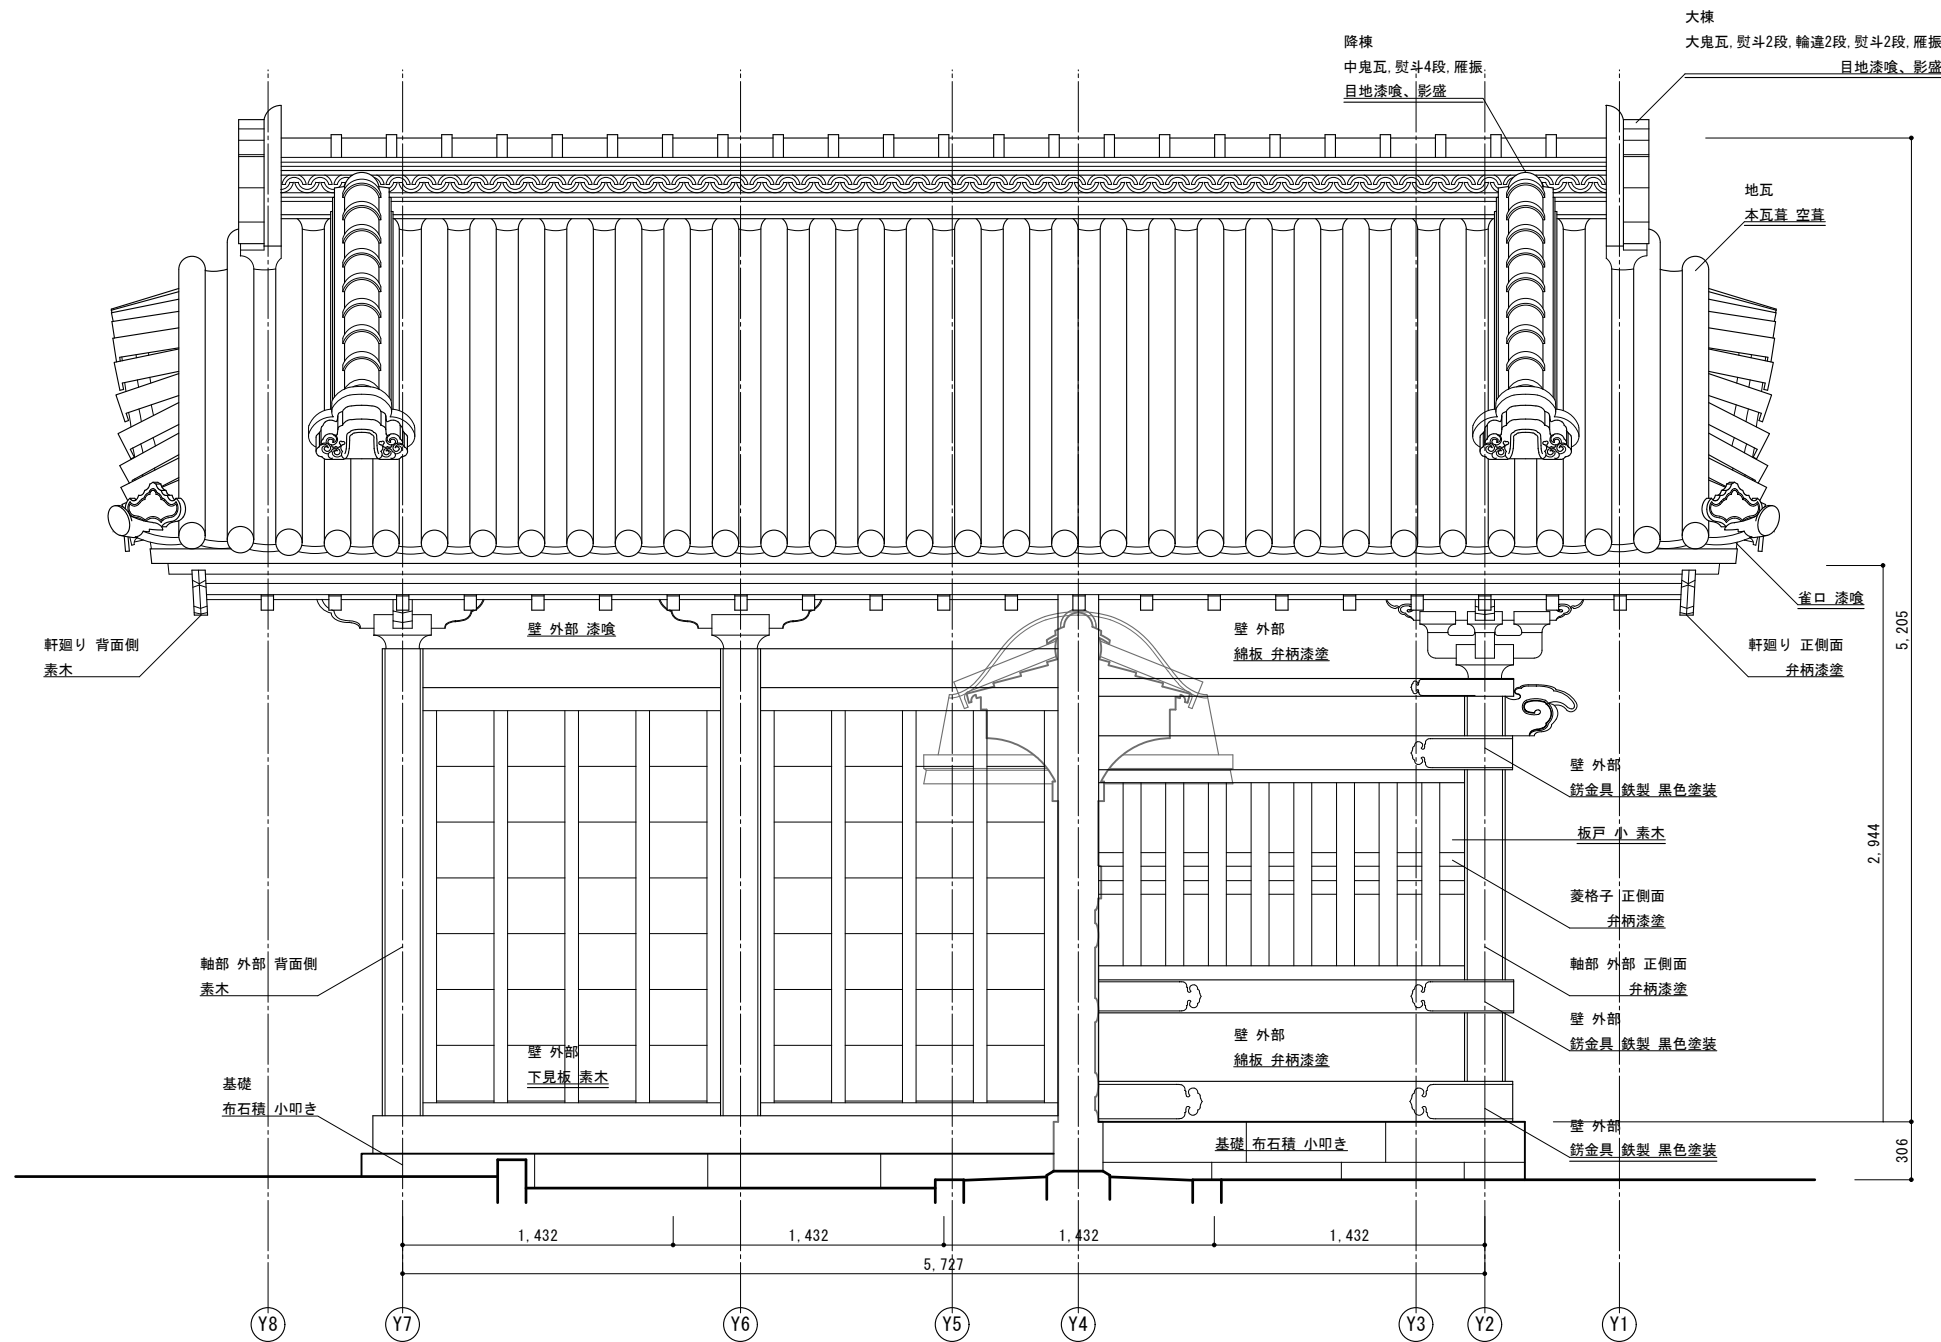 大棟
大鬼瓦, 熨斗2段, 輪違2段, 熨斗2段, 雁振
目地漆喰、影盛
降棟
中鬼瓦, 熨斗4段, 雁振
目地漆喰、影盛
地瓦
本瓦葺 空葺
雀口 漆喰
5,205
軒廻り 背面側
素木
壁 外部 漆喰
壁 外部
綿板 弁柄漆塗
軒廻り 正側面
弁柄漆塗
壁 外部
錺金具 鉄製 黒色塗装
板戸 小 素木
2,944
菱格子 正側面
弁柄漆塗
軸部 外部 背面側
素木
軸部 外部 正側面
弁柄漆塗
壁 外部
錺金具 鉄製 黒色塗装
壁 外部
下見板 素木
壁 外部
綿板 弁柄漆塗
基礎
布石積 小叩き
基礎 布石積 小叩き
壁 外部
錺金具 鉄製 黒色塗装
306
1,432
1,432
1,432
1,432
5,727
Y8
Y7
Y6
Y5
Y4
Y3
Y2
Y1